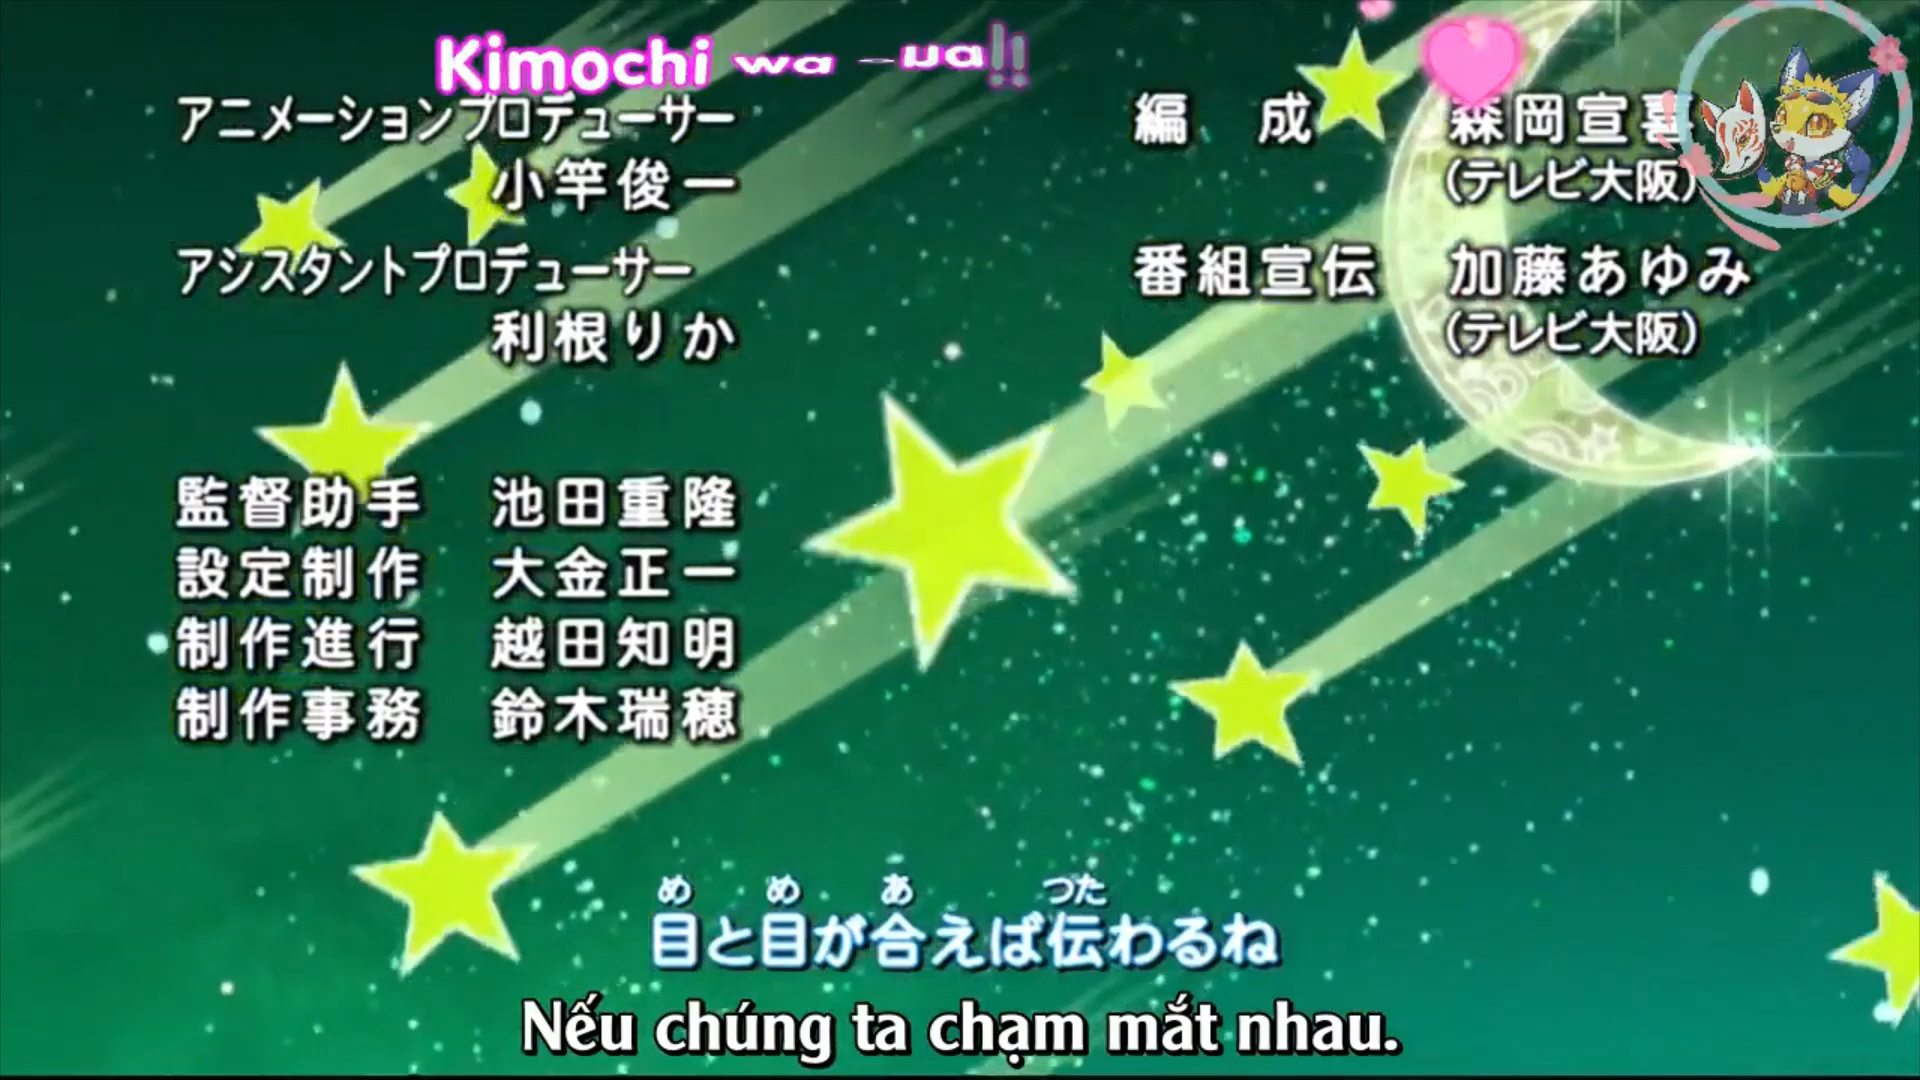 Kimochi wa
アニメーションプロデューサー
小竿俊一
アシスタントプロデューサー
利根りか
監督助手　池田重隆
設定制作　大金正一
制作進行　越田知明
制作事務　鈴木瑞穂
編　成　森岡宣喜
(テレビ大阪)
番組宣伝　加藤あゆみ
(テレビ大阪)
め　め　あ　つた
目と目が合えば伝わるね
Nếu chúng ta chạm mắt nhau.